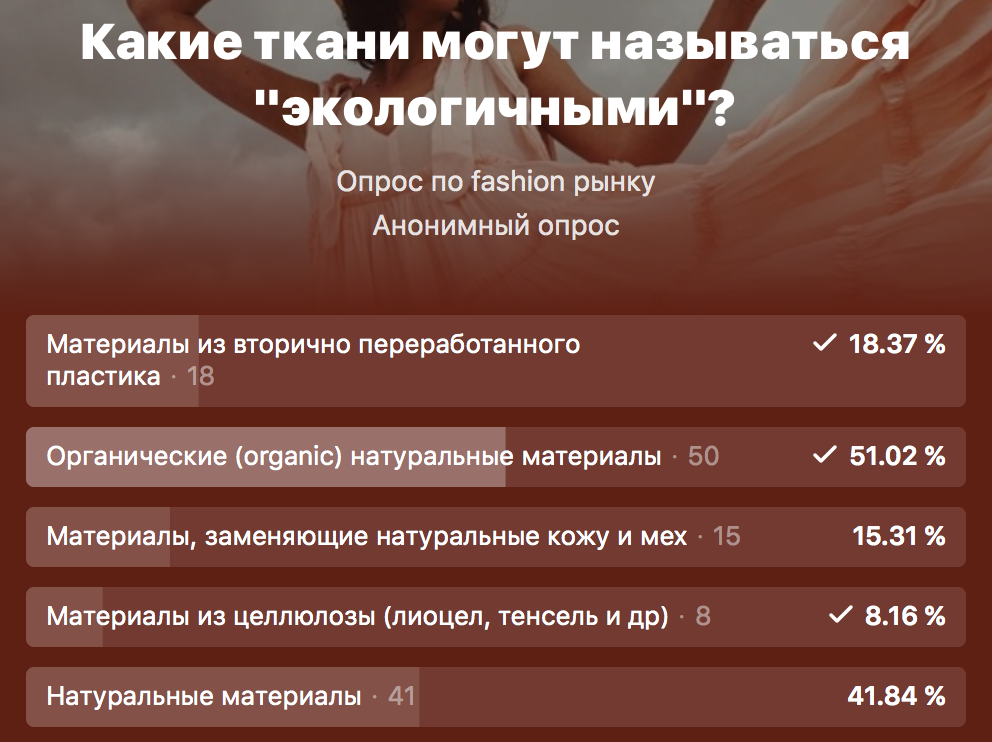 Какие ткани могут называться
"экологичными"?
Опрос по fashion рынку
Анонимный опрос
Материалы из вторично переработанного
пластика · 18
18.37 %
Органические (organic) натуральные материалы · 50
51.02 %
Материалы, заменяющие натуральные кожу и мех · 15
15.31 %
Материалы из целлюлозы (лиоцел, тенсель и др) · 8
8.16 %
Натуральные материалы · 41
41.84 %